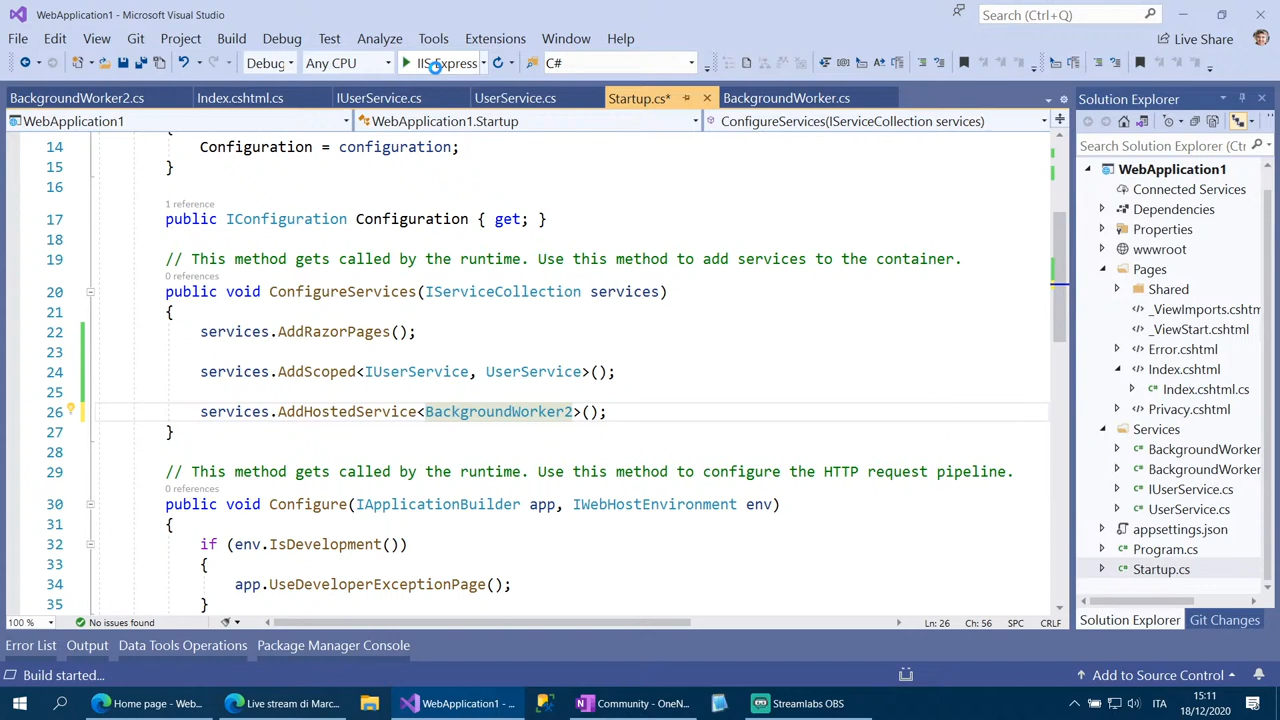 WebApplication1 - Microsoft Visual Studio
Search (Ctrl+Q)
File Edit View Git Project Build Debug Test Analyze Tools Extensions Window Help
Live Share
Debug Any CPU IIS Express C#
BackgroundWorker2.cs Index.cshtml.cs IUserService.cs UserService.cs Startup.cs* BackgroundWorker.cs
WebApplication1 WebApplication1.Startup ConfigureServices(IServiceCollection services)
14 Configuration = configuration;
15 }
16
1 reference
17 public IConfiguration Configuration { get; }
18
19 // This method gets called by the runtime. Use this method to add services to the container.
0 references
20 public void ConfigureServices(IServiceCollection services)
21 {
22 services.AddRazorPages();
23
24 services.AddScoped<IUserService, UserService>();
25
26 services.AddHostedService<BackgroundWorker2>();
27 }
28
29 // This method gets called by the runtime. Use this method to configure the HTTP request pipeline.
0 references
30 public void Configure(IApplicationBuilder app, IWebHostEnvironment env)
31 {
32 if (env.IsDevelopment())
33 {
34 app.UseDeveloperExceptionPage();
35 }
100 % No issues found Ln: 26 Ch: 56 SPC CRLF
Solution Explorer
Search Solution Explorer (Ctrl
WebApplication1
Connected Services
Dependencies
Properties
wwwroot
Pages
Shared
_ViewImports.cshtm
_ViewStart.cshtml
Error.cshtml
Index.cshtml
Index.cshtml.cs
Privacy.cshtml
Services
BackgroundWorker
BackgroundWorker
IUserService.cs
UserService.cs
appsettings.json
Program.cs
Startup.cs
Solution Explorer Git Changes
Error List Output Data Tools Operations Package Manager Console
Build started... Add to Source Control
Home page - Web... Live stream di Marc... WebApplication1 - ... Community - OneN... Streamlabs OBS ITA
15:11
18/12/2020